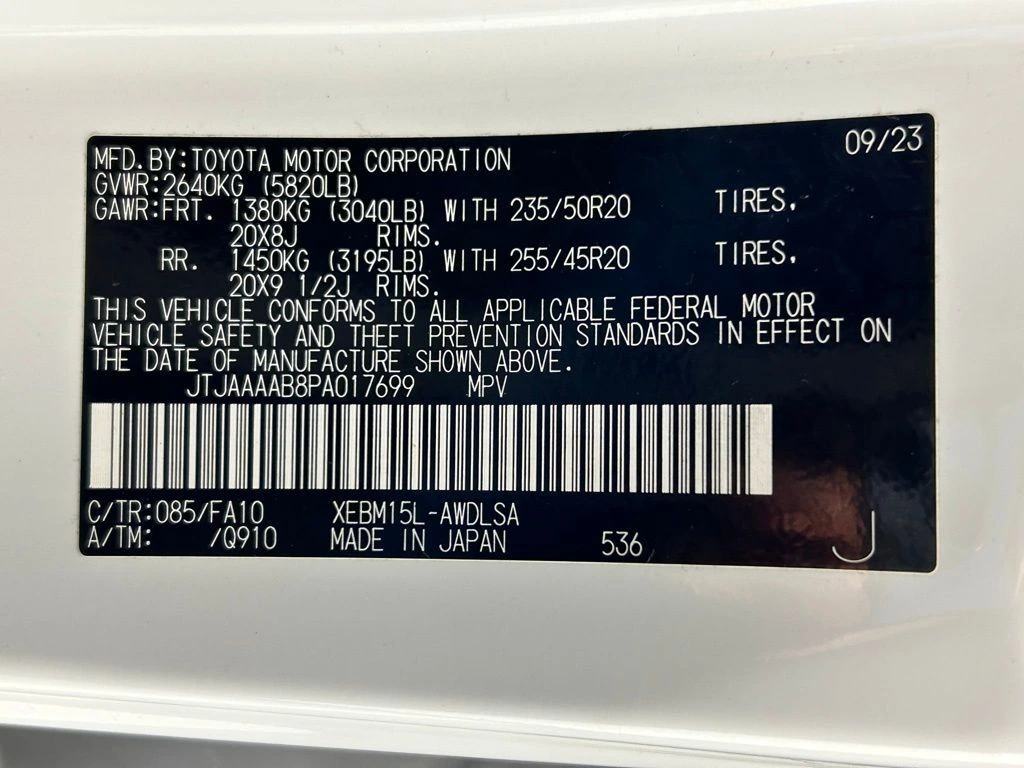 09/23
MFD.BY:TOYOTA MOTOR CORPORATION
GVWR:2640KG (5820LB)
GAWR:FRT. 1380KG (3040LB) WITH 235/50R20 TIRES,
20X8J RIMS.
RR. 1450KG (3195LB) WITH 255/45R20 TIRES,
20X9 1/2J RIMS.
THIS VEHICLE CONFORMS TO ALL APPLICABLE FEDERAL MOTOR
VEHICLE SAFETY AND THEFT PREVENTION STANDARDS IN EFFECT ON
THE DATE OF MANUFACTURE SHOWN ABOVE.
JTJAAAAB8PA017699 MPV
C/TR:085/FA10 XEBM15L-AWDLSA
A/TM: /Q910 MADE IN JAPAN 536 J